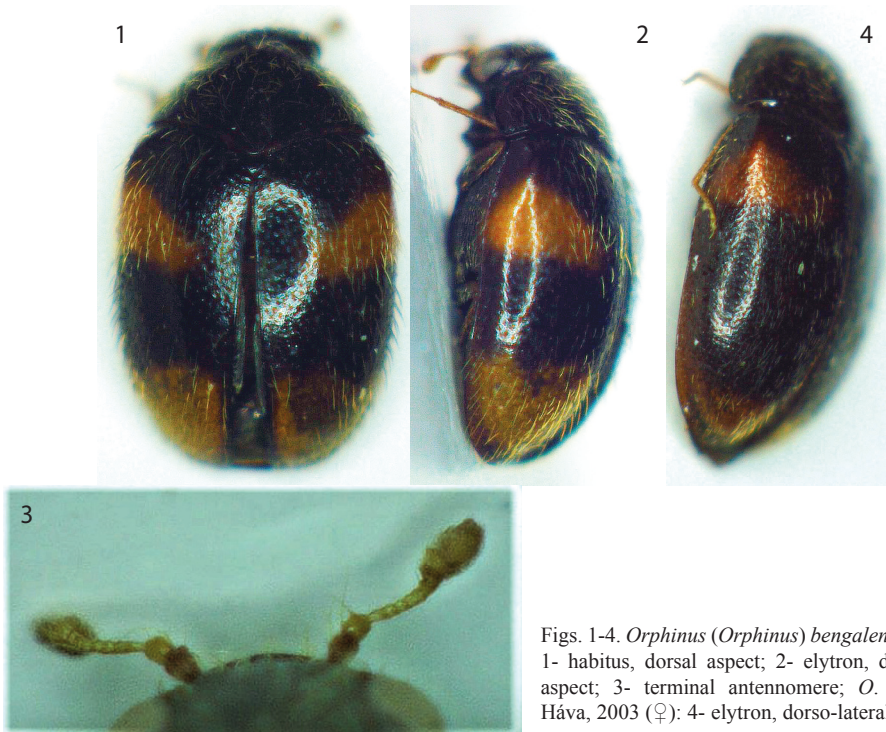 1
2
4
3
Figs. 1-4. Orphinus (Orphinus) bengalen
1- habitus, dorsal aspect; 2- elytron, d
aspect; 3- terminal antennomere; O.
Háva, 2003 (♀): 4- elytron, dorso-lateral